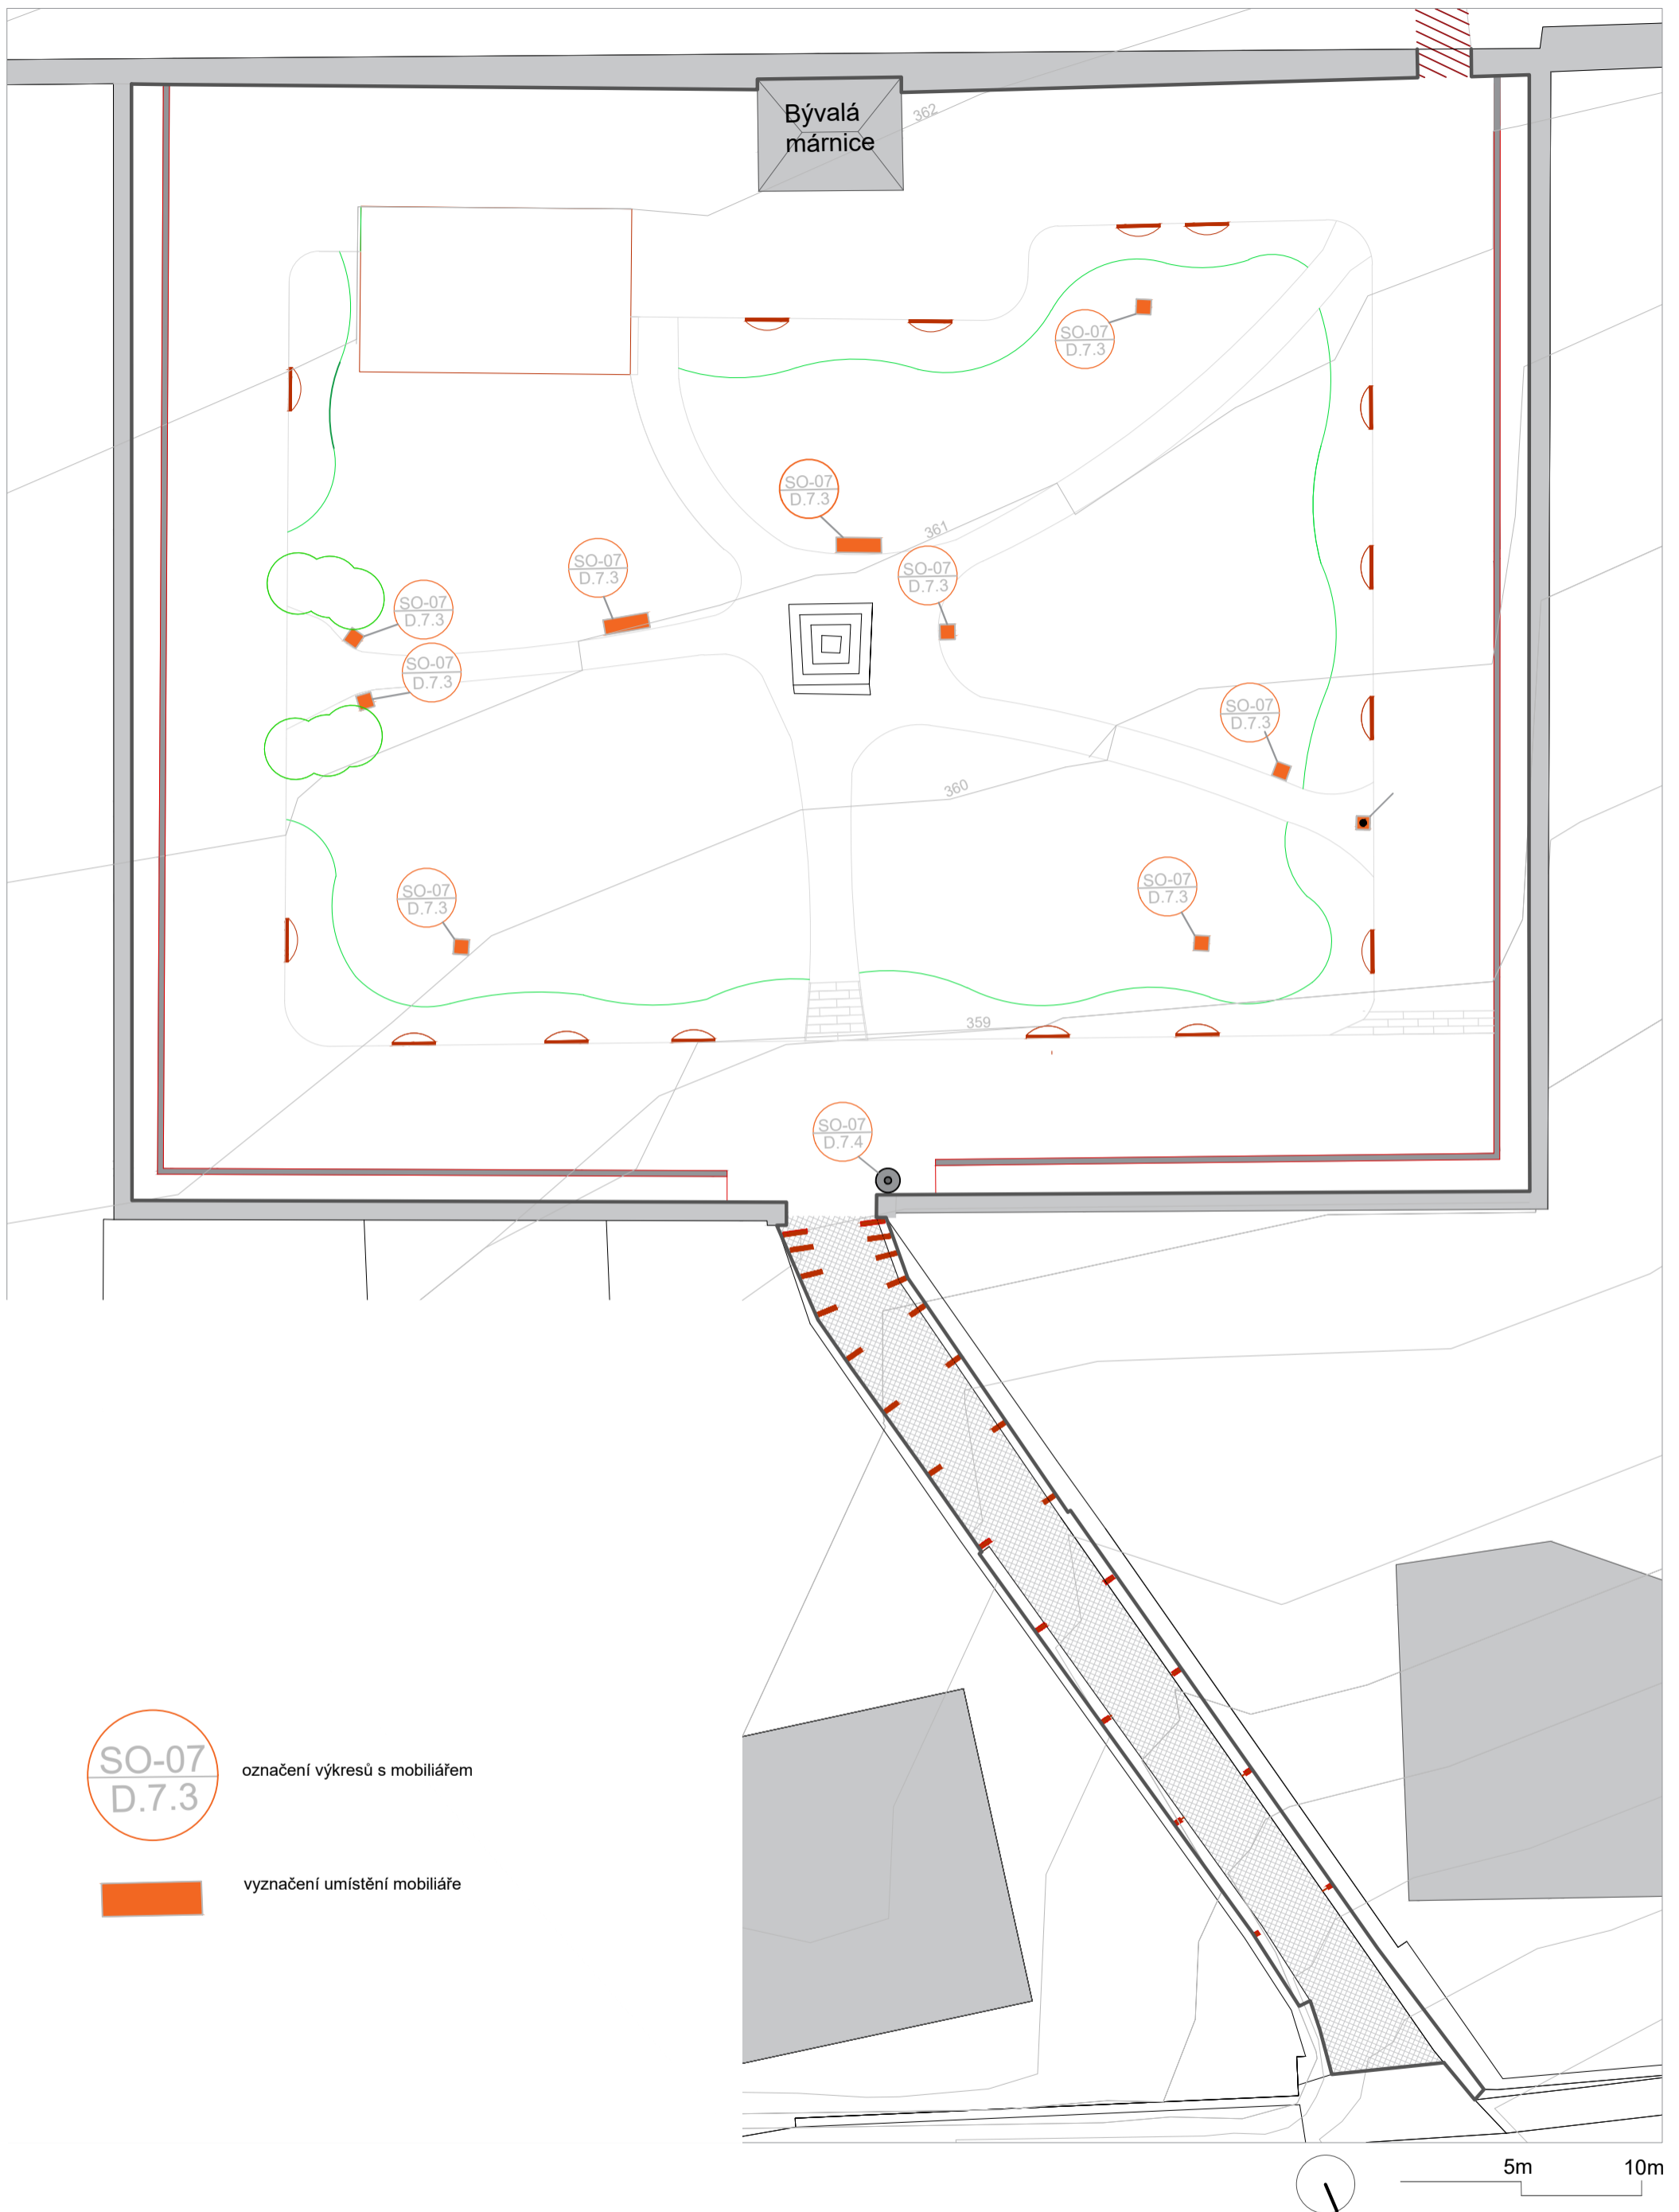 Bývalá
márnice
362
SO-07
D.7.3
SO-07
D.7.3
361
SO-07
D.7.3
SO-07
D.7.3
SO-07
D.7.3
SO-07
D.7.3
SO-07
D.7.3
360
SO-07
D.7.3
SO-07
D.7.3
359
SO-07
D.7.4
SO-07
D.7.3
označení výkresů s mobiliářem
vyznačení umístění mobiliáře
5m
10m